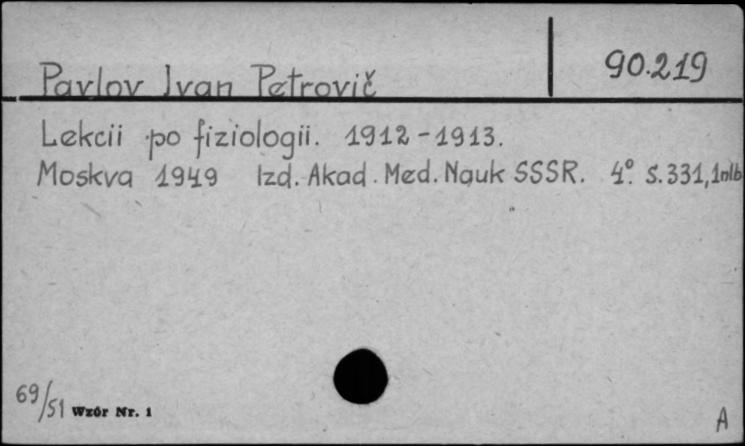 Pavlov Ivan Petrovič 90.219
Lekcii po fiziologii. 1912-1913.
Moskva 1949 Izd. Akad. Med. Nauk SSSR. 4°. S.331,1nlb
69/51 Wzór Nr. 1
A